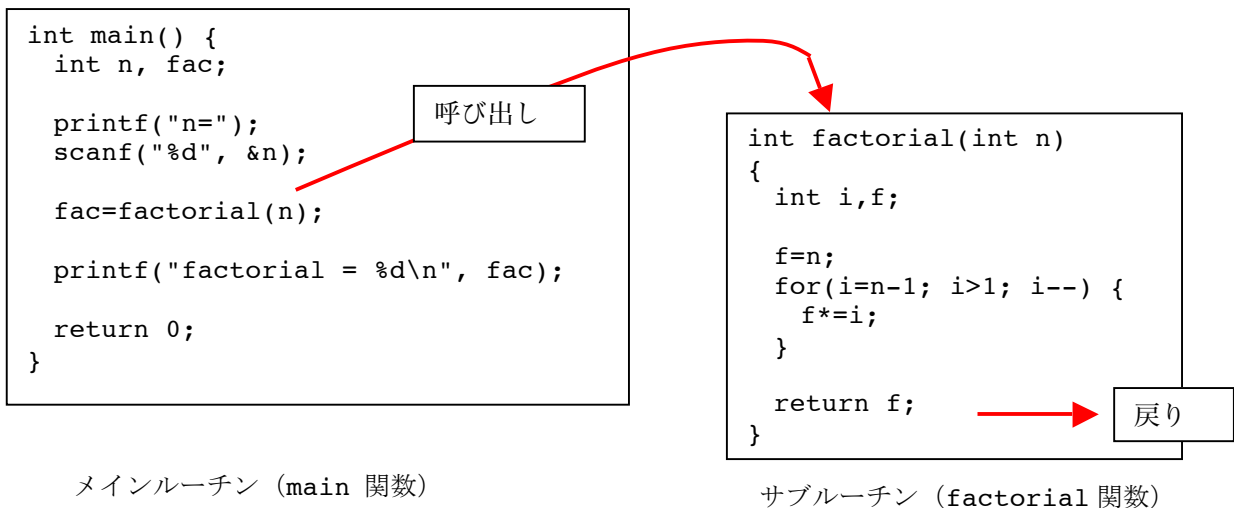 int main() {
int n, fac;
printf("n=");
scanf("%d", &n);
fac=factorial(n);
printf("factorial = %d\n", fac);
return 0;
}
呼び出し
メインルーチン（main 関数）
int factorial(int n)
{
int i,f;
f=n;
for(i=n-1; i>1; i--) {
f*=i;
}
return f;
}
戻り
サブルーチン（factorial 関数）